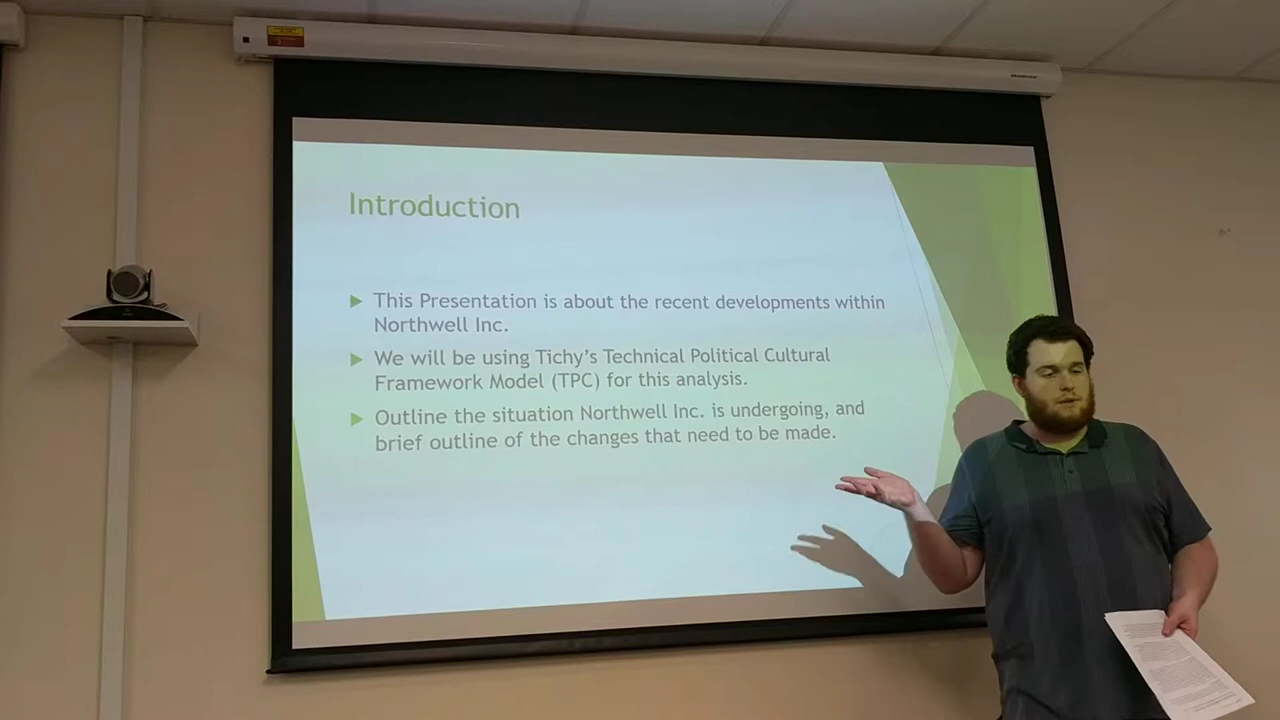 Introduction
This Presentation is about the recent developments within
Northwell Inc.
We will be using Tichy's Technical Political Cultural
Framework Model (TPC) for this analysis.
Outline the situation Northwell Inc. is undergoing, and
brief outline of the changes that need to be made.